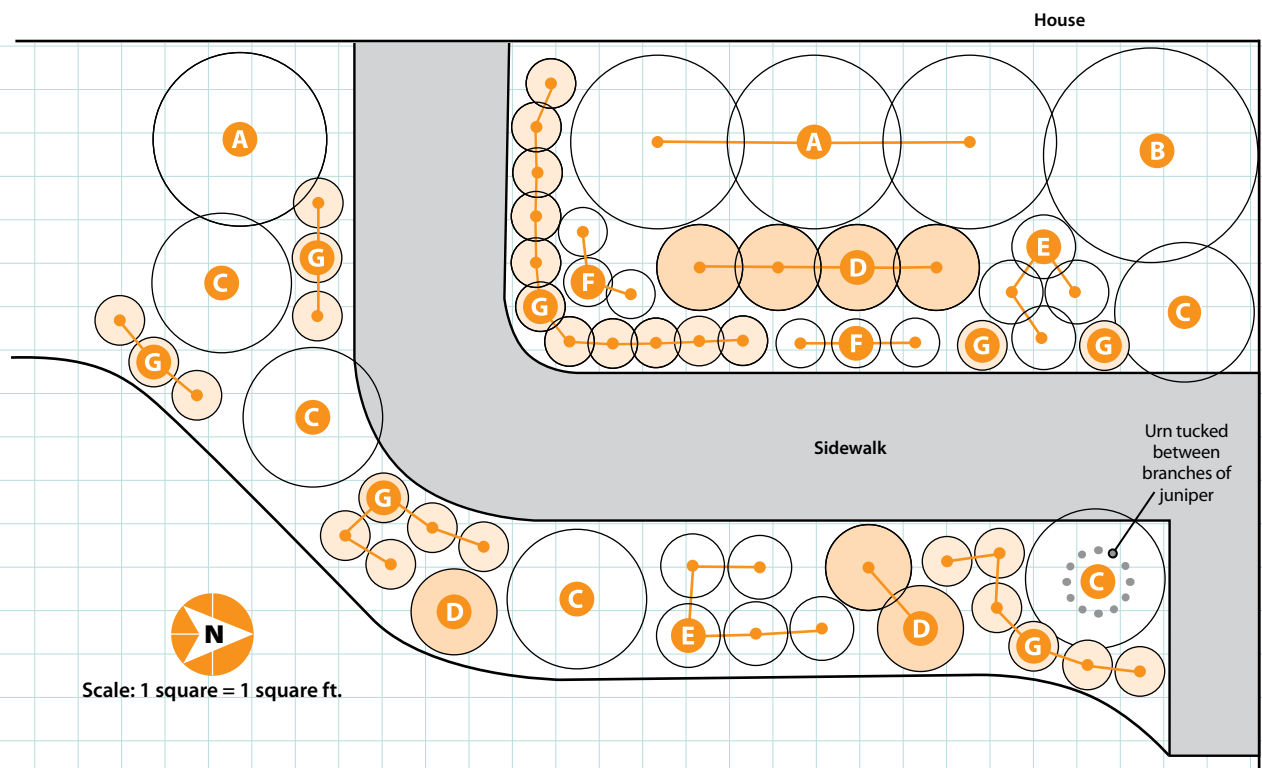 House
A
A
B
E
G
D
C
C
F
G
F
G
G
G
C
Sidewalk
Urn tucked
between
branches of
juniper
G
C
C
D
D
E
G
N
Scale: 1 square = 1 square ft.